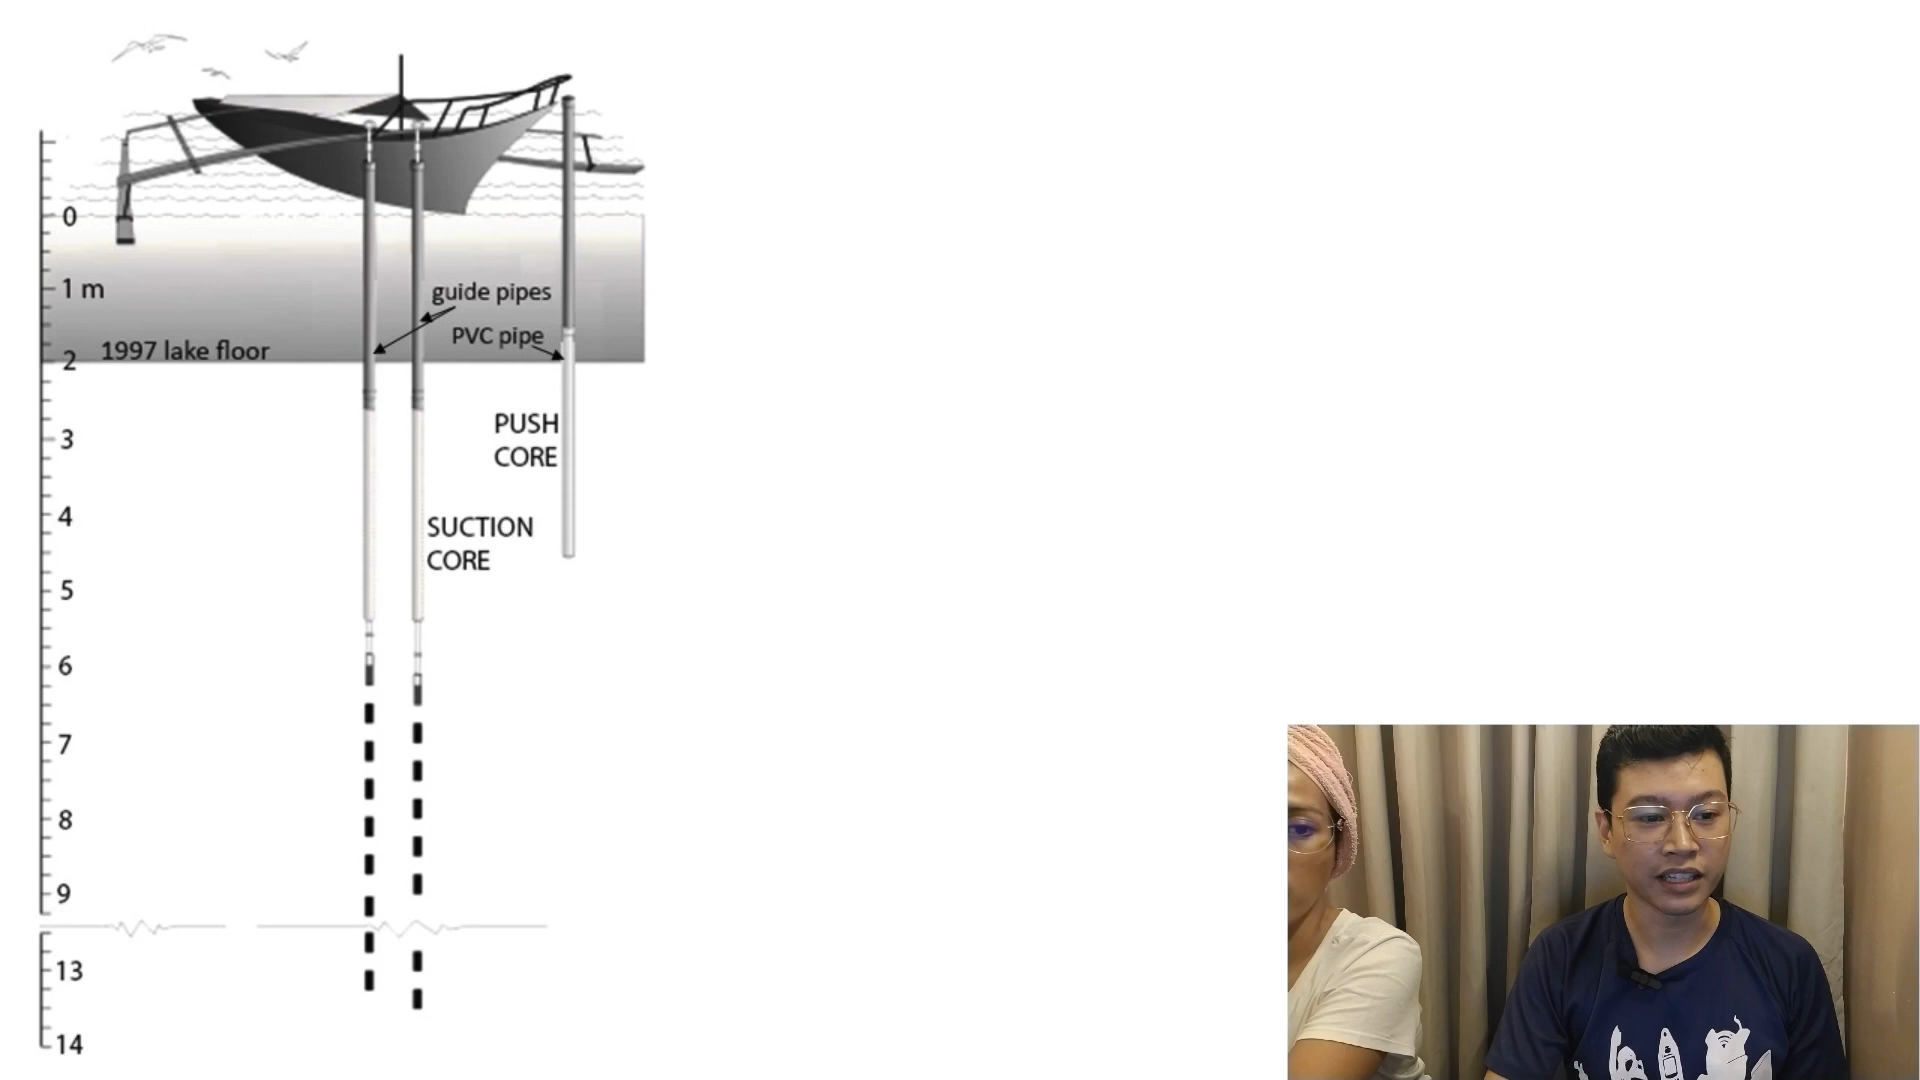 0
1 m
guide pipes
PVC pipe
1997 lake floor
2
PUSH
CORE
3
4
SUCTION
CORE
5
6
7
8
9
13
14